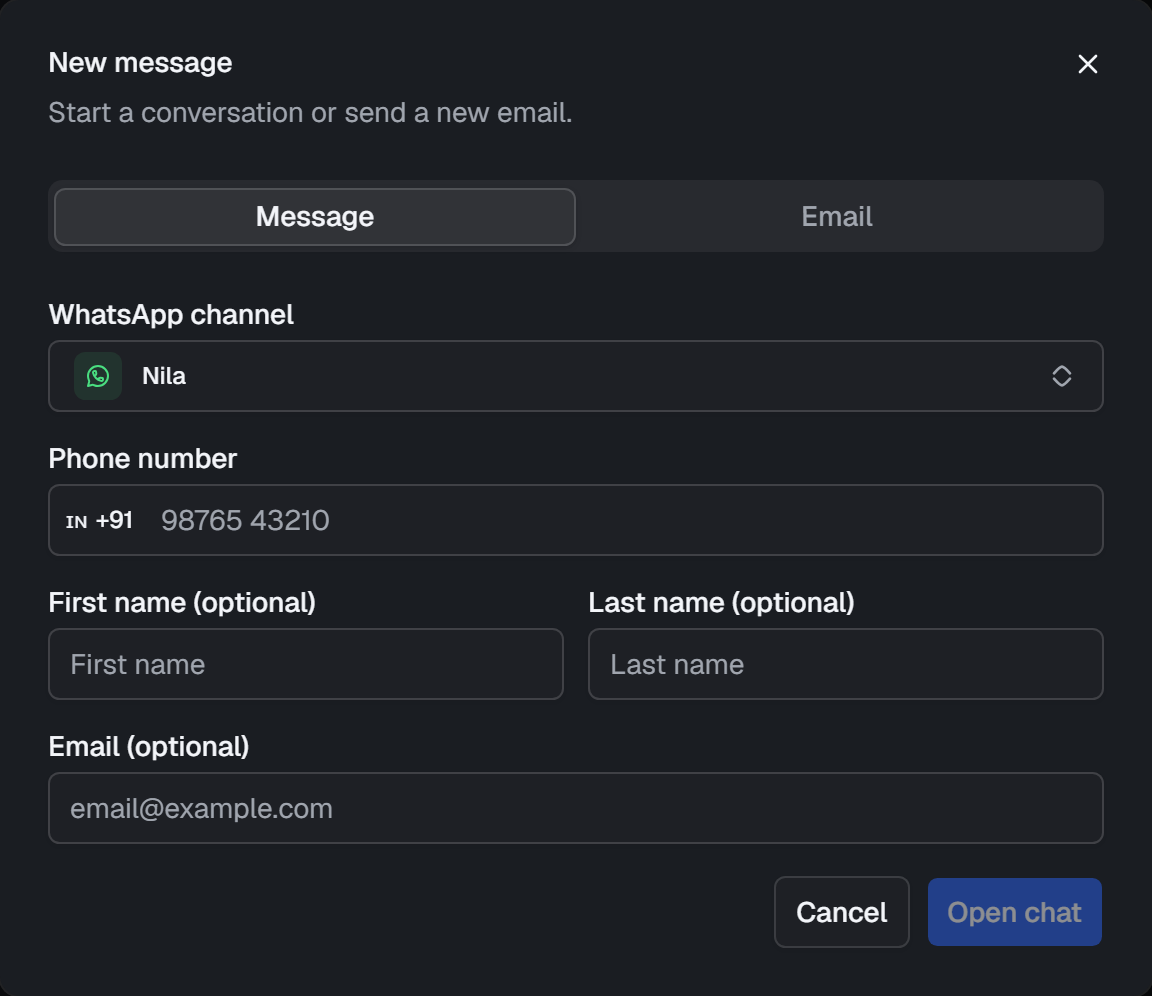 New message
Start a conversation or send a new email.
Message
Email
WhatsApp channel
Nila
Phone number
IN +91 98765 43210
First name (optional)
Last name (optional)
First name
Last name
Email (optional)
email@example.com
Cancel
Open chat